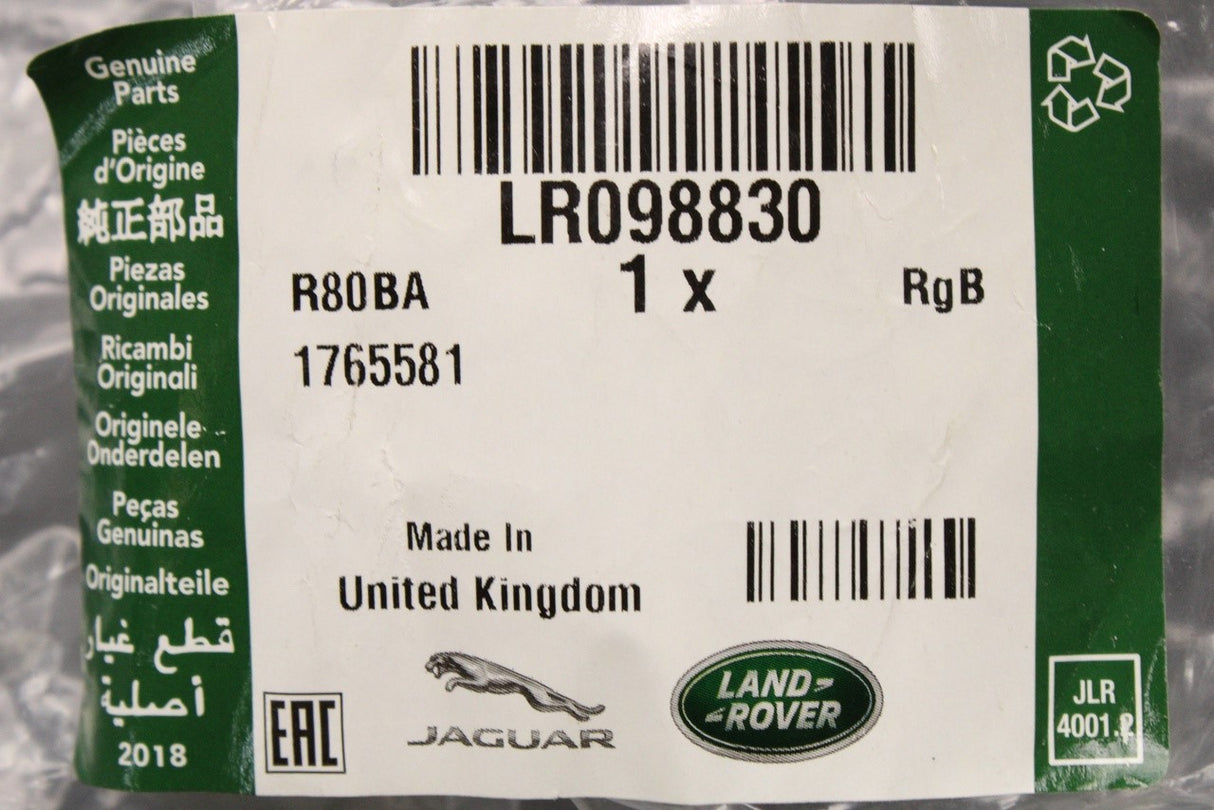 Genuine
Parts
Pièces
d'Origine
純正部品
Piezas
Originales
Ricambi
Originali
Originele
Onderdelen
Peças
Genuinas
Originalteile
قطع غيار
أصلية
2018
LR098830
R80BA
1 x
RgB
1765581
Made In
United Kingdom
EAC
JAGUAR
LAND-
-ROVER
JLR
4001.2